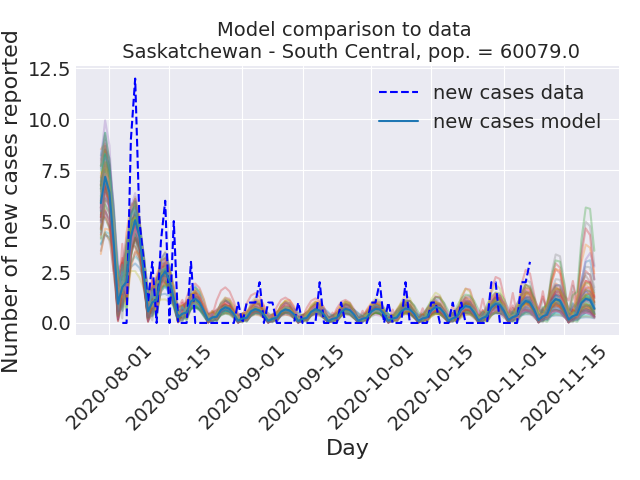 Model comparison to data
Saskatchewan - South Central, pop. = 60079.0
Number of new cases reported
12.5
10.0
7.5
5.0
2.5
0.0
new cases data
new cases model
2020-08-01
2020-08-15
2020-09-01
2020-09-15
2020-10-01
2020-10-15
2020-11-01
2020-11-15
Day